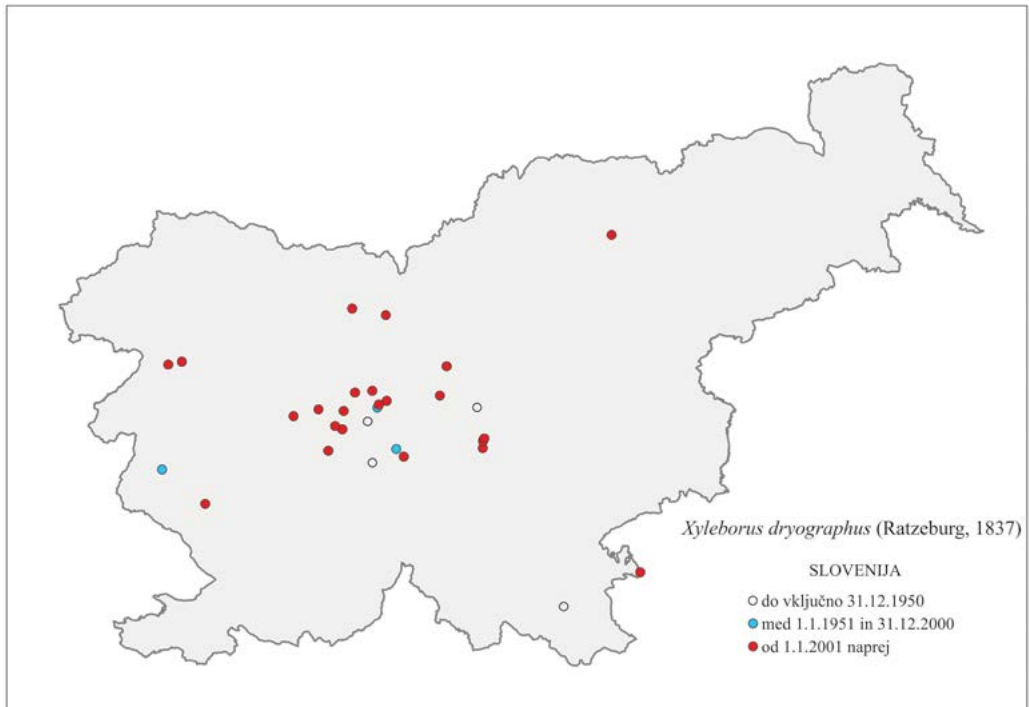 Xyleborus dryographus (Ratzeburg, 1837)
SLOVENIJA
do vključno 31.12.1950
med 1.1.1951 in 31.12.2000
od 1.1.2001 naprej